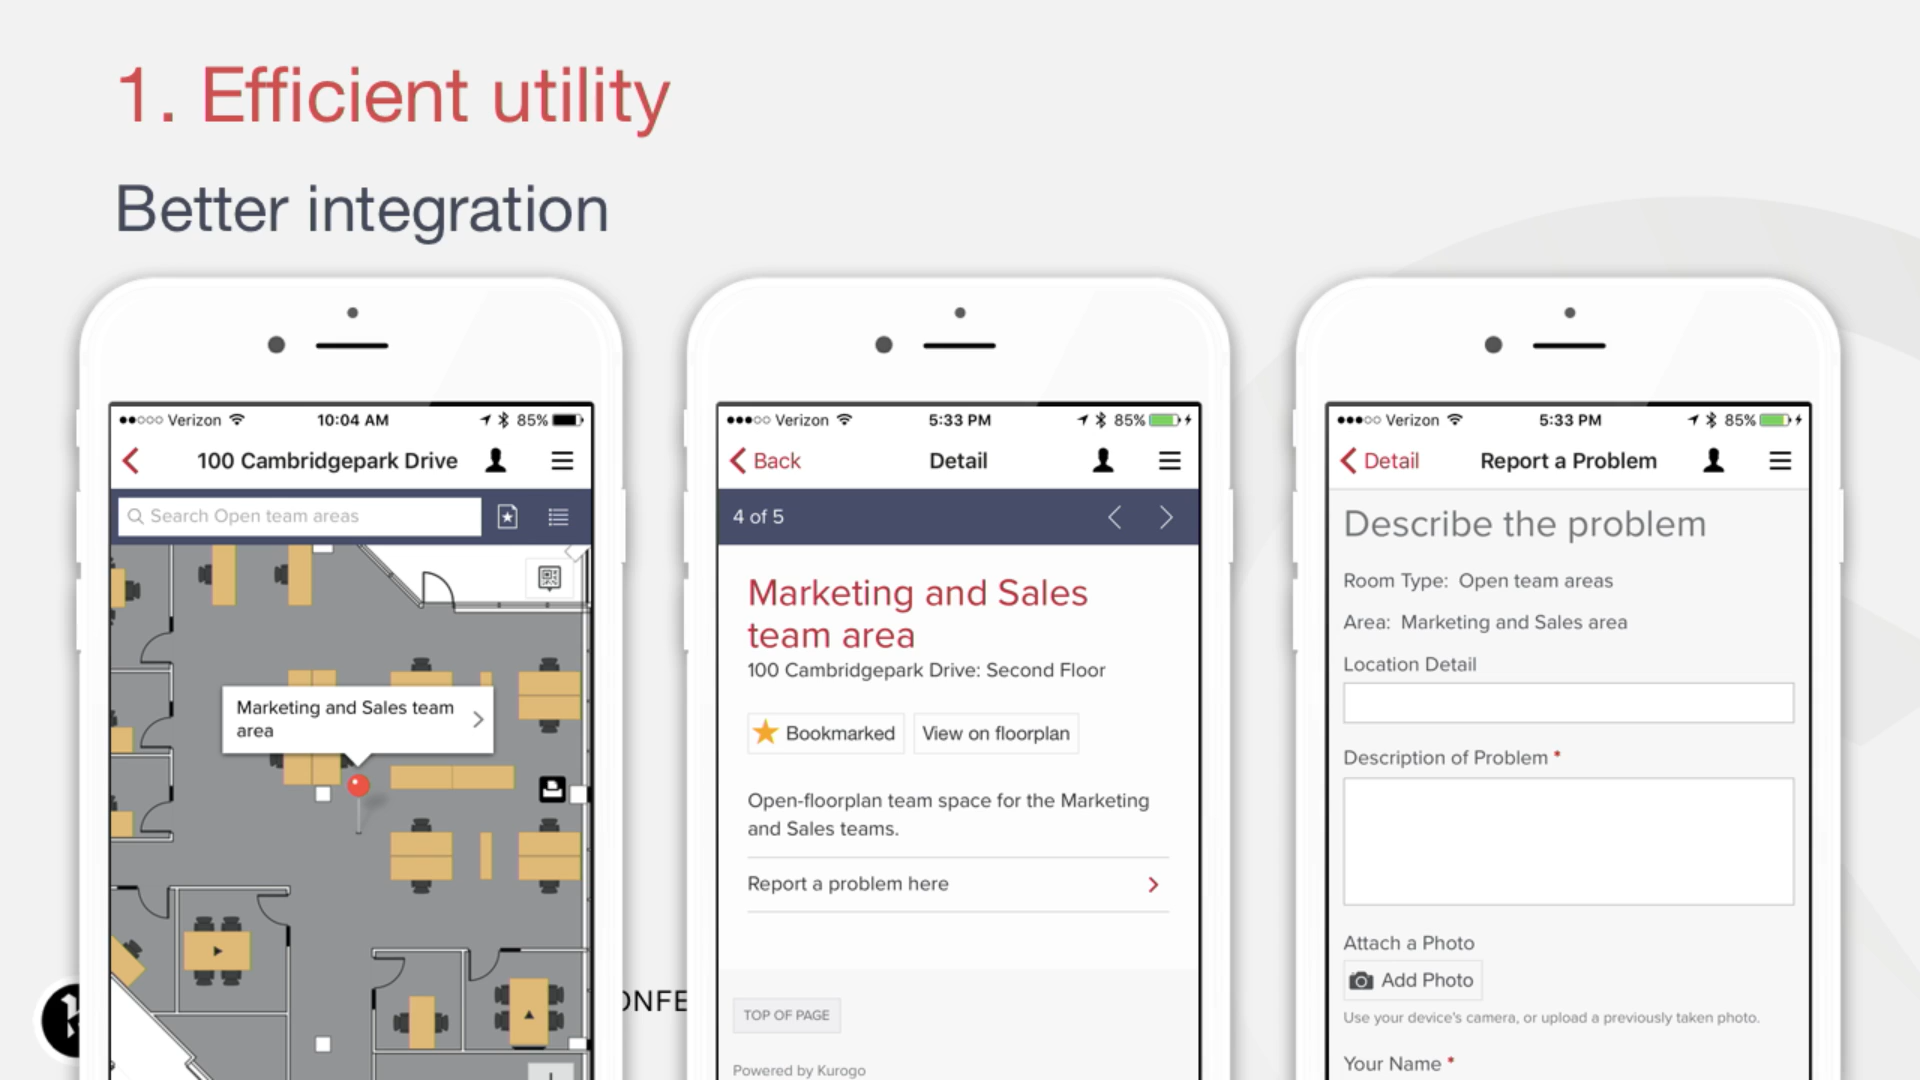 1. Efficient utility
Better integration
Verizon
10:04 AM
85%
100 Cambridgepark Drive
Search Open team areas
Marketing and Sales team
area
Verizon
5:33 PM
85%
Back
Detail
4 of 5
Marketing and Sales
team area
100 Cambridgepark Drive: Second Floor
Bookmarked
View on floorplan
Open-floorplan team space for the Marketing
and Sales teams.
Report a problem here
TOP OF PAGE
Powered by Kurogo
Verizon
5:33 PM
85%
Detail
Report a Problem
Describe the problem
Room Type: Open team areas
Area: Marketing and Sales area
Location Detail
Description of Problem *
Attach a Photo
Add Photo
Use your device's camera, or upload a previously taken photo.
Your Name *